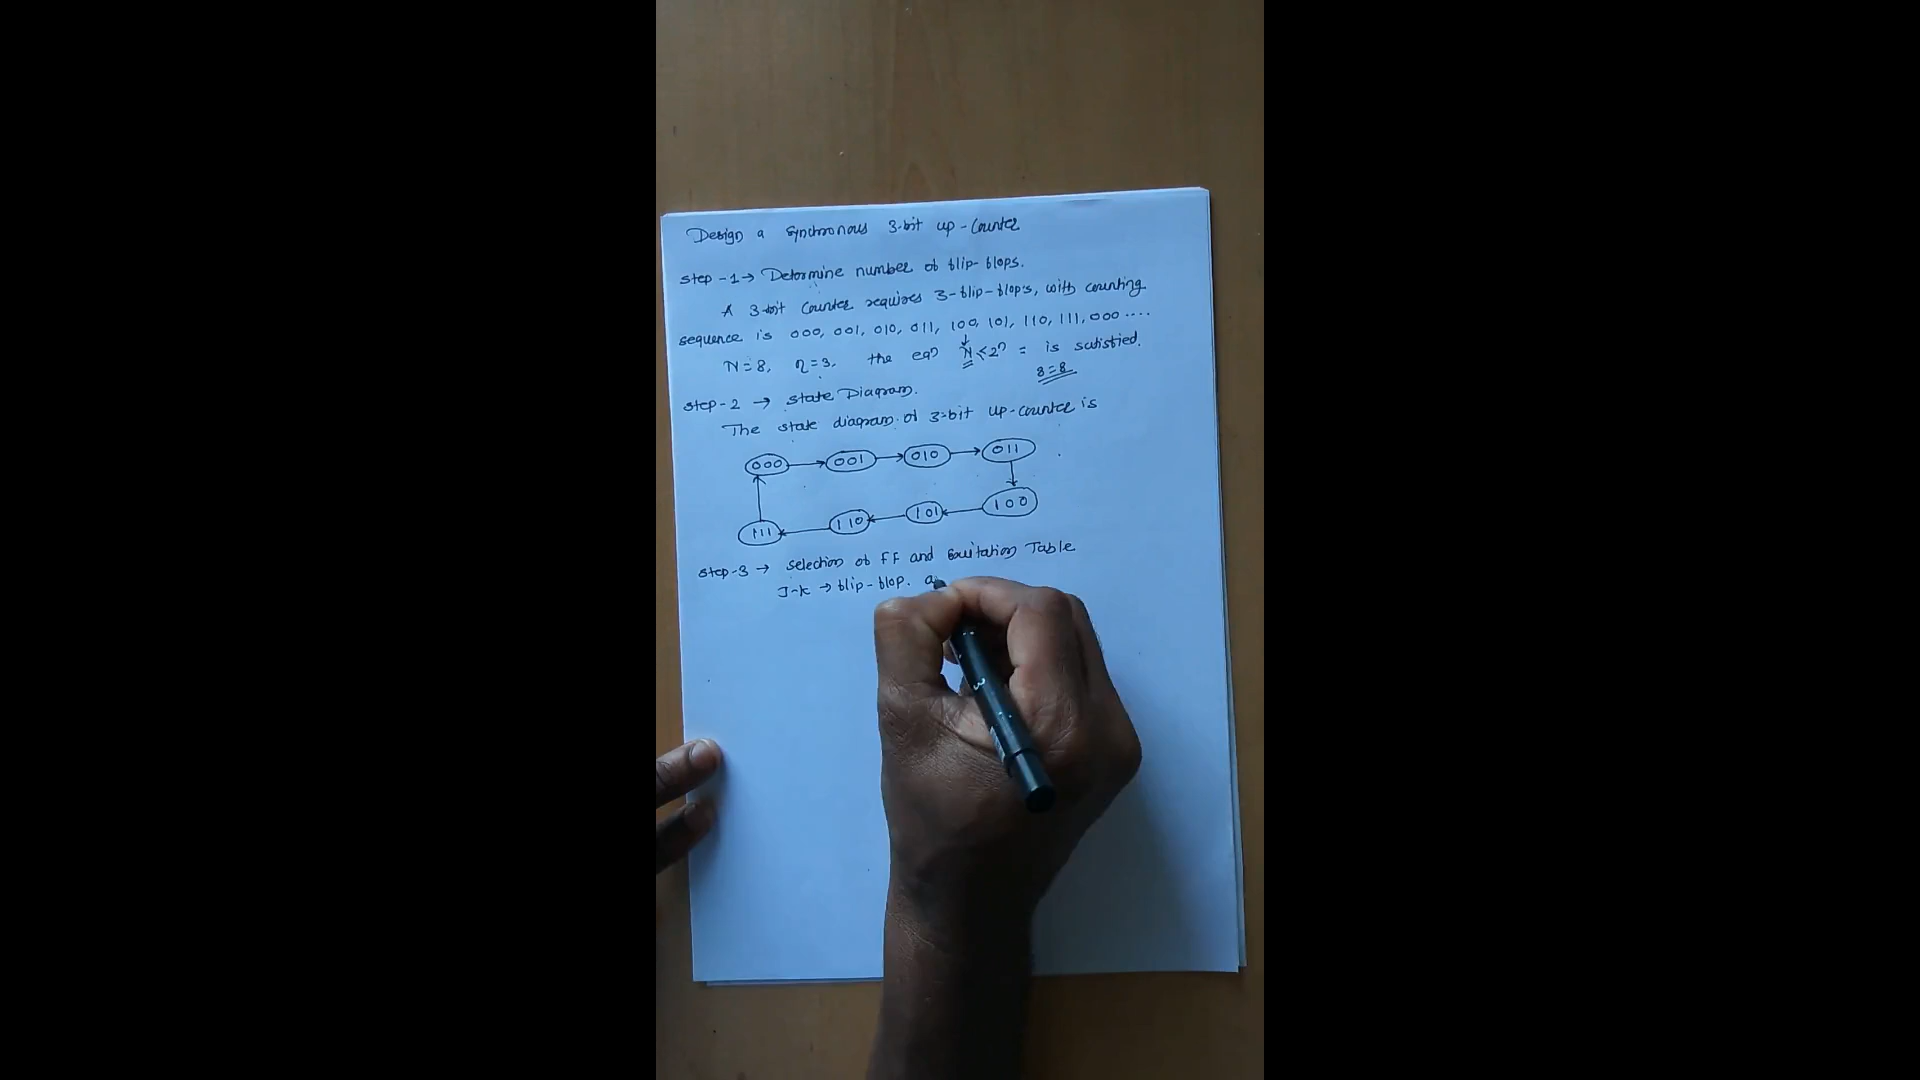 Design a synchronous 3-bit up-counter
step-1→ Determine number of flip-flops.
A 3-bit counter requires 3-flip-flops, with counting
sequence is 000, 001, 010, 011, 100, 101, 110, 111, 000 ....
N=8, n=3, the eqn N≤2ⁿ = is satisfied.
8=8
step-2 → state Diagram.
The state diagram of 3-bit up-counter is
000 → 001 → 010 → 011
111 ← 110 ← 101 ← 100
step-3 → selection of FF and Exitation Table
J-K → flip-flop.